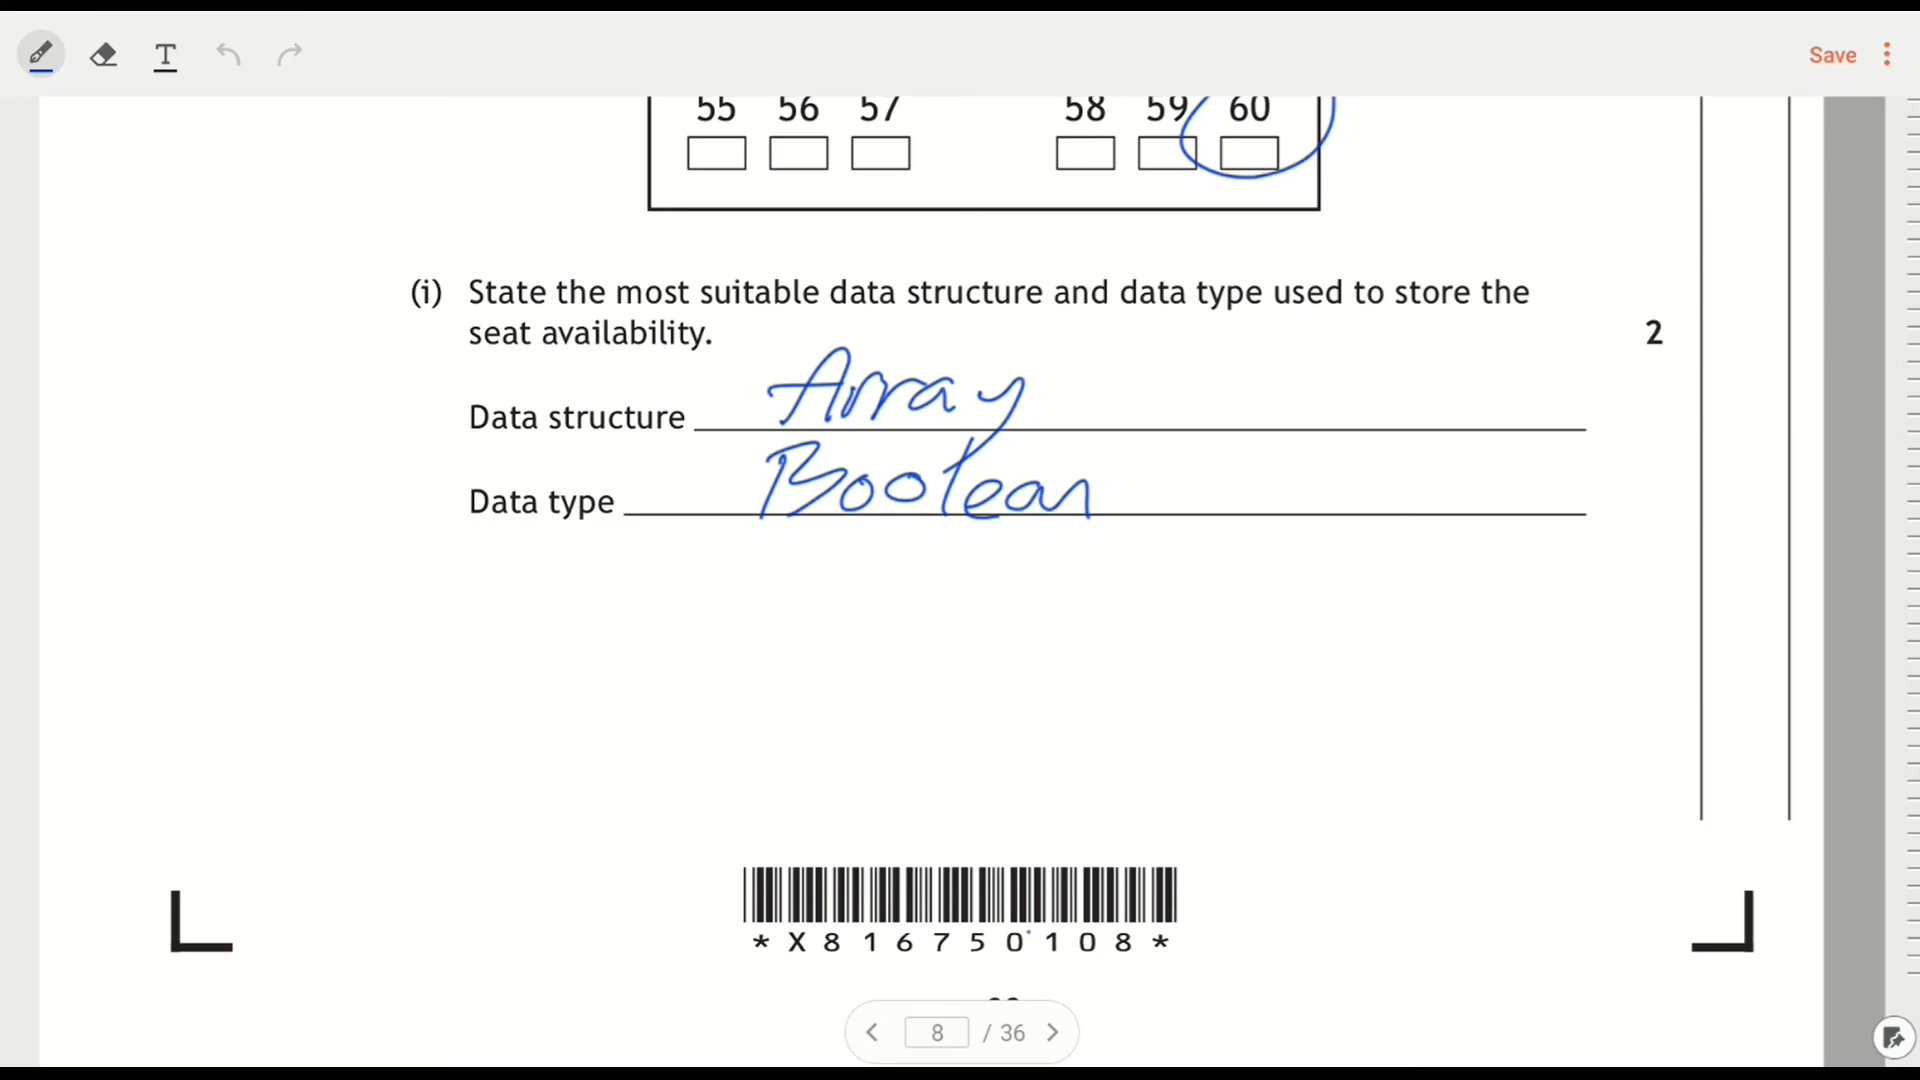 Save
55 56 57 58 59 60
(i) State the most suitable data structure and data type used to store the
seat availability.
2
Data structure Array
Data type Boolean
* X 8 1 6 7 5 0 1 0 8 *
8 / 36